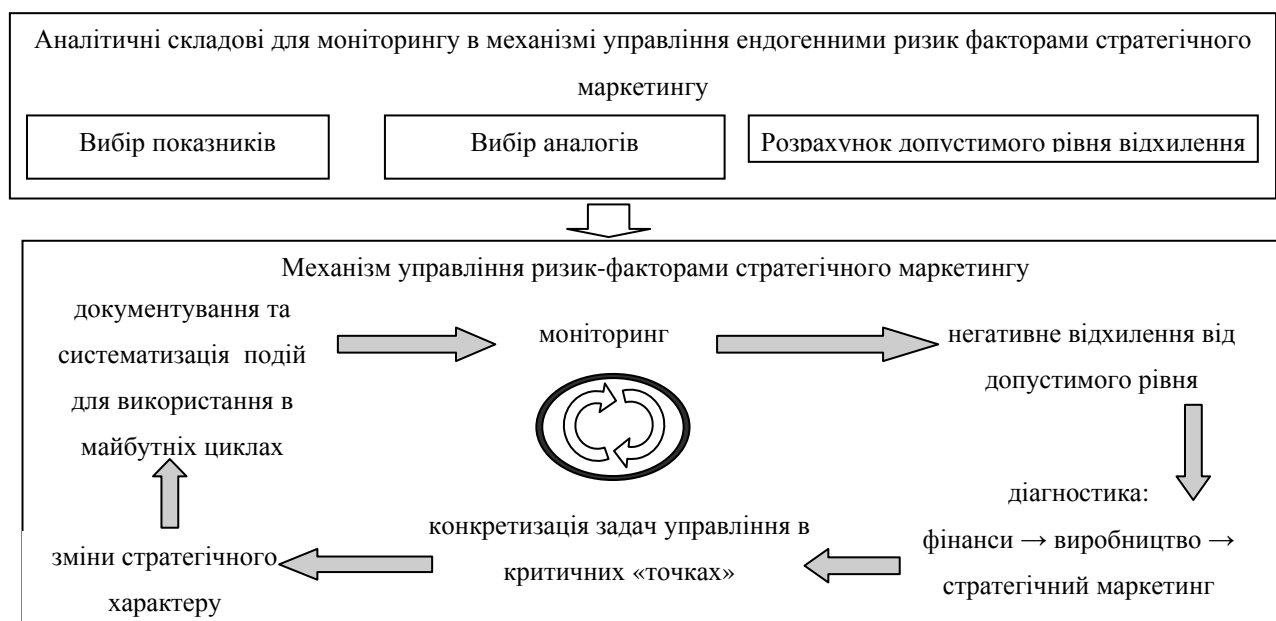 Аналітичні складові для моніторингу в механізмі управління ендогенними ризик факторами стратегічного
маркетингу
Вибір показників
Вибір аналогів
Розрахунок допустимого рівня відхилення
Механізм управління ризик-факторами стратегічного маркетингу
документування та
систематизація подій
для використання в
майбутніх циклах
моніторинг
негативне відхилення від
допустимого рівня
діагностика:
фінанси → виробництво →
стратегічний маркетинг
конкретизація задач управління в
критичних «точках»
зміни стратегічного
характеру